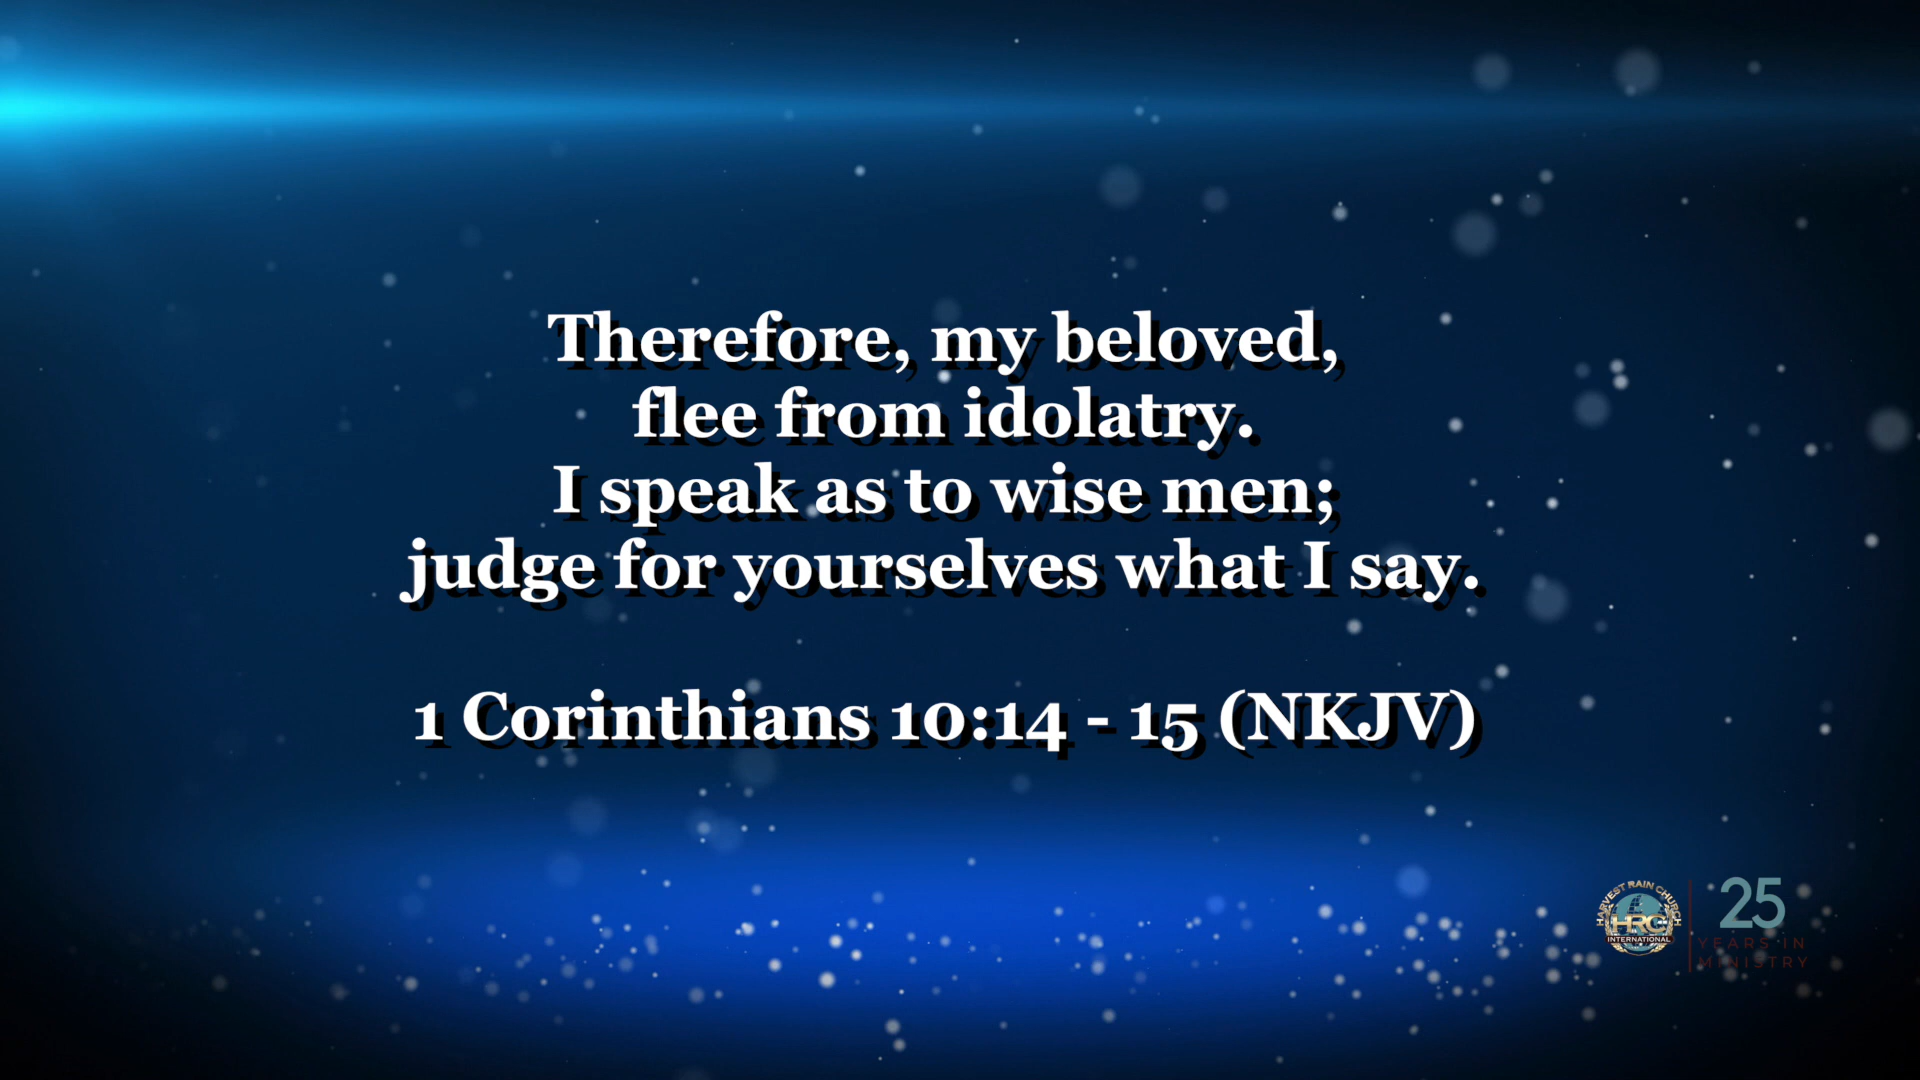 Therefore, my beloved,
flee from idolatry.
I speak as to wise men;
judge for yourselves what I say.
1 Corinthians 10:14 - 15 (NKJV)
HARVEST RAIN CHURCH
HRC
INTERNATIONAL
25
YEARS IN
MINISTRY